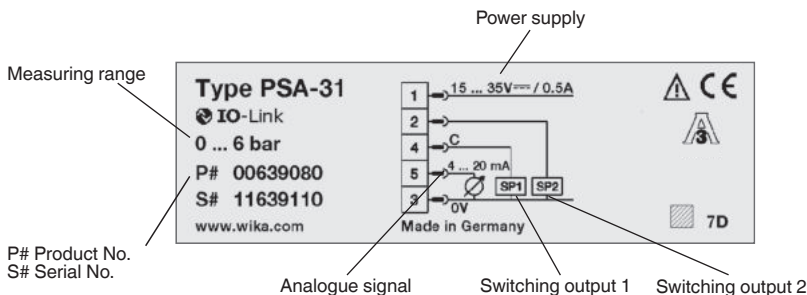 Power supply
Measuring range
Type PSA-31
IO-Link
0 ... 6 bar
P# 00639080
S# 11639110
www.wika.com
1
2
4
5
3
15 ... 35V⎓ / 0.5A
C
4 ... 20 mA
SP1
SP2
0V
Made in Germany
CE
3
7D
P# Product No.
S# Serial No.
Analogue signal
Switching output 1
Switching output 2